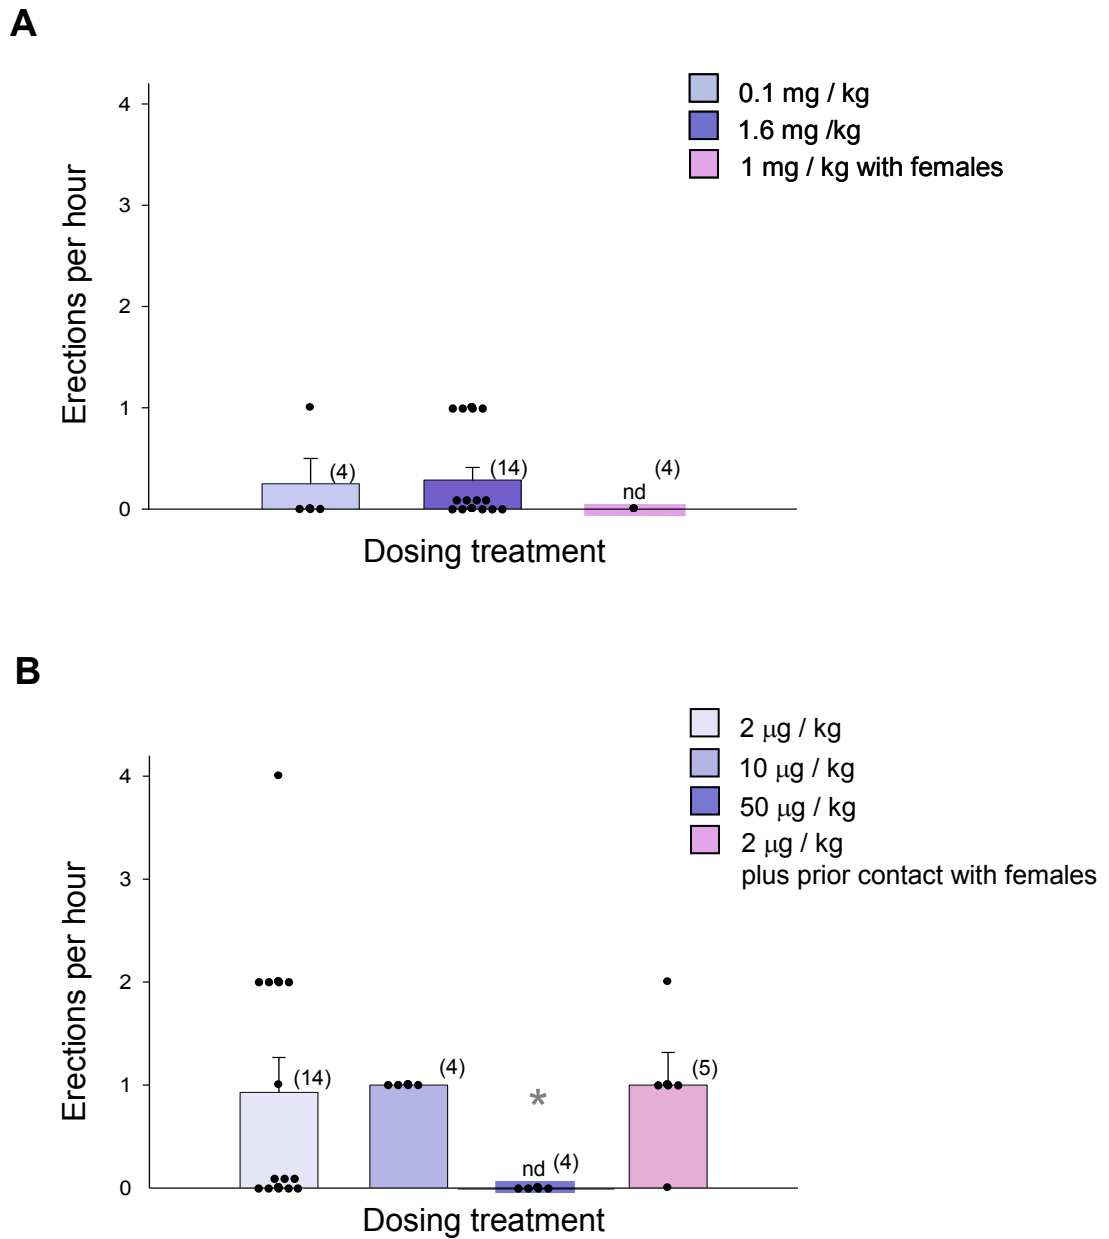 A
0.1 mg / kg
1.6 mg /kg
1 mg / kg with females
Erections per hour
4
3
2
1
0
(4)
(14)
(4)
nd
Dosing treatment
B
2 μg / kg
10 μg / kg
50 μg / kg
2 μg / kg
plus prior contact with females
Erections per hour
4
3
2
1
0
(14)
(4)
*
nd (4)
(5)
Dosing treatment